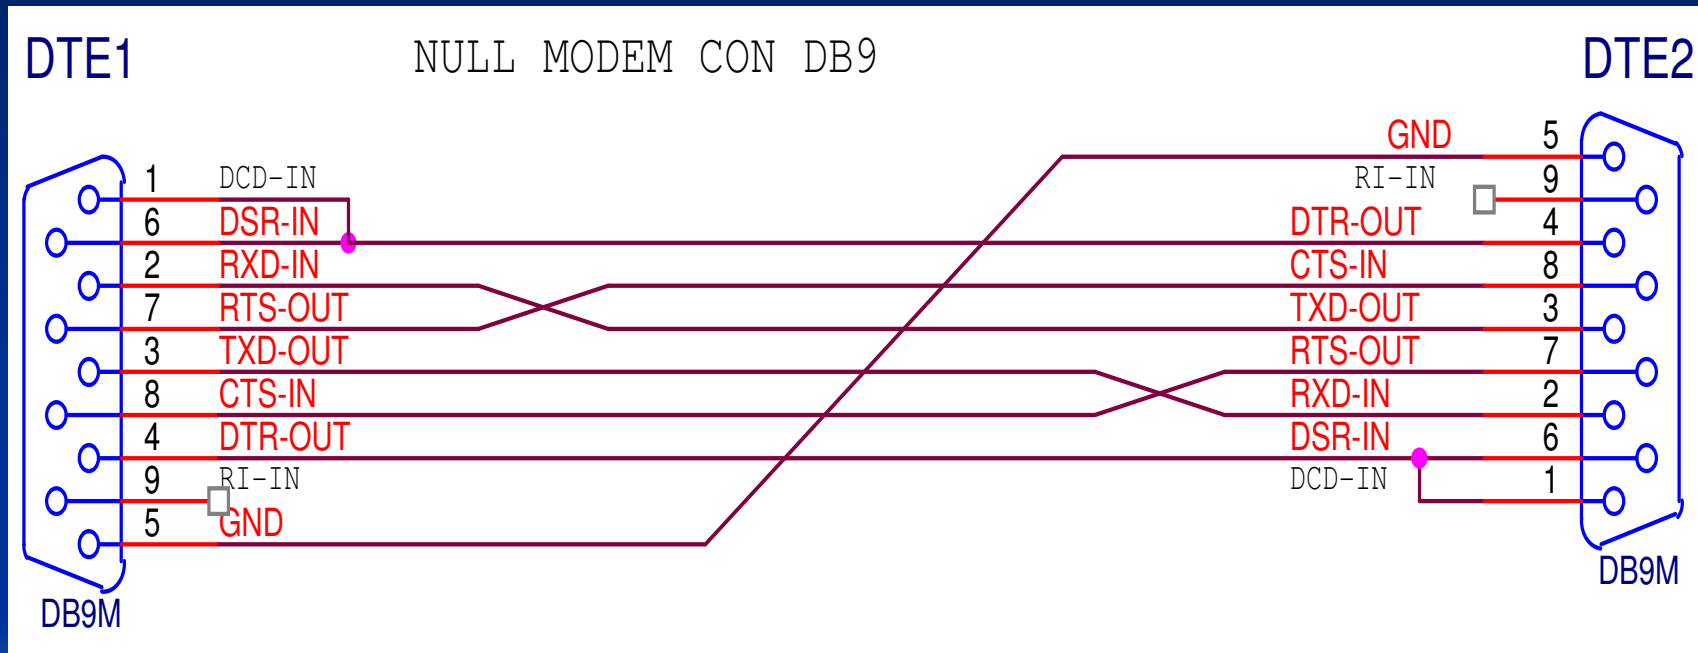 DTE1
NULL MODEM CON DB9
DTE2
1 DCD-IN
6 DSR-IN
2 RXD-IN
7 RTS-OUT
3 TXD-OUT
8 CTS-IN
4 DTR-OUT
9 RI-IN
5 GND
DB9M
GND 5
RI-IN 9
DTR-OUT 4
CTS-IN 8
TXD-OUT 3
RTS-OUT 7
RXD-IN 2
DSR-IN 6
DCD-IN 1
DB9M